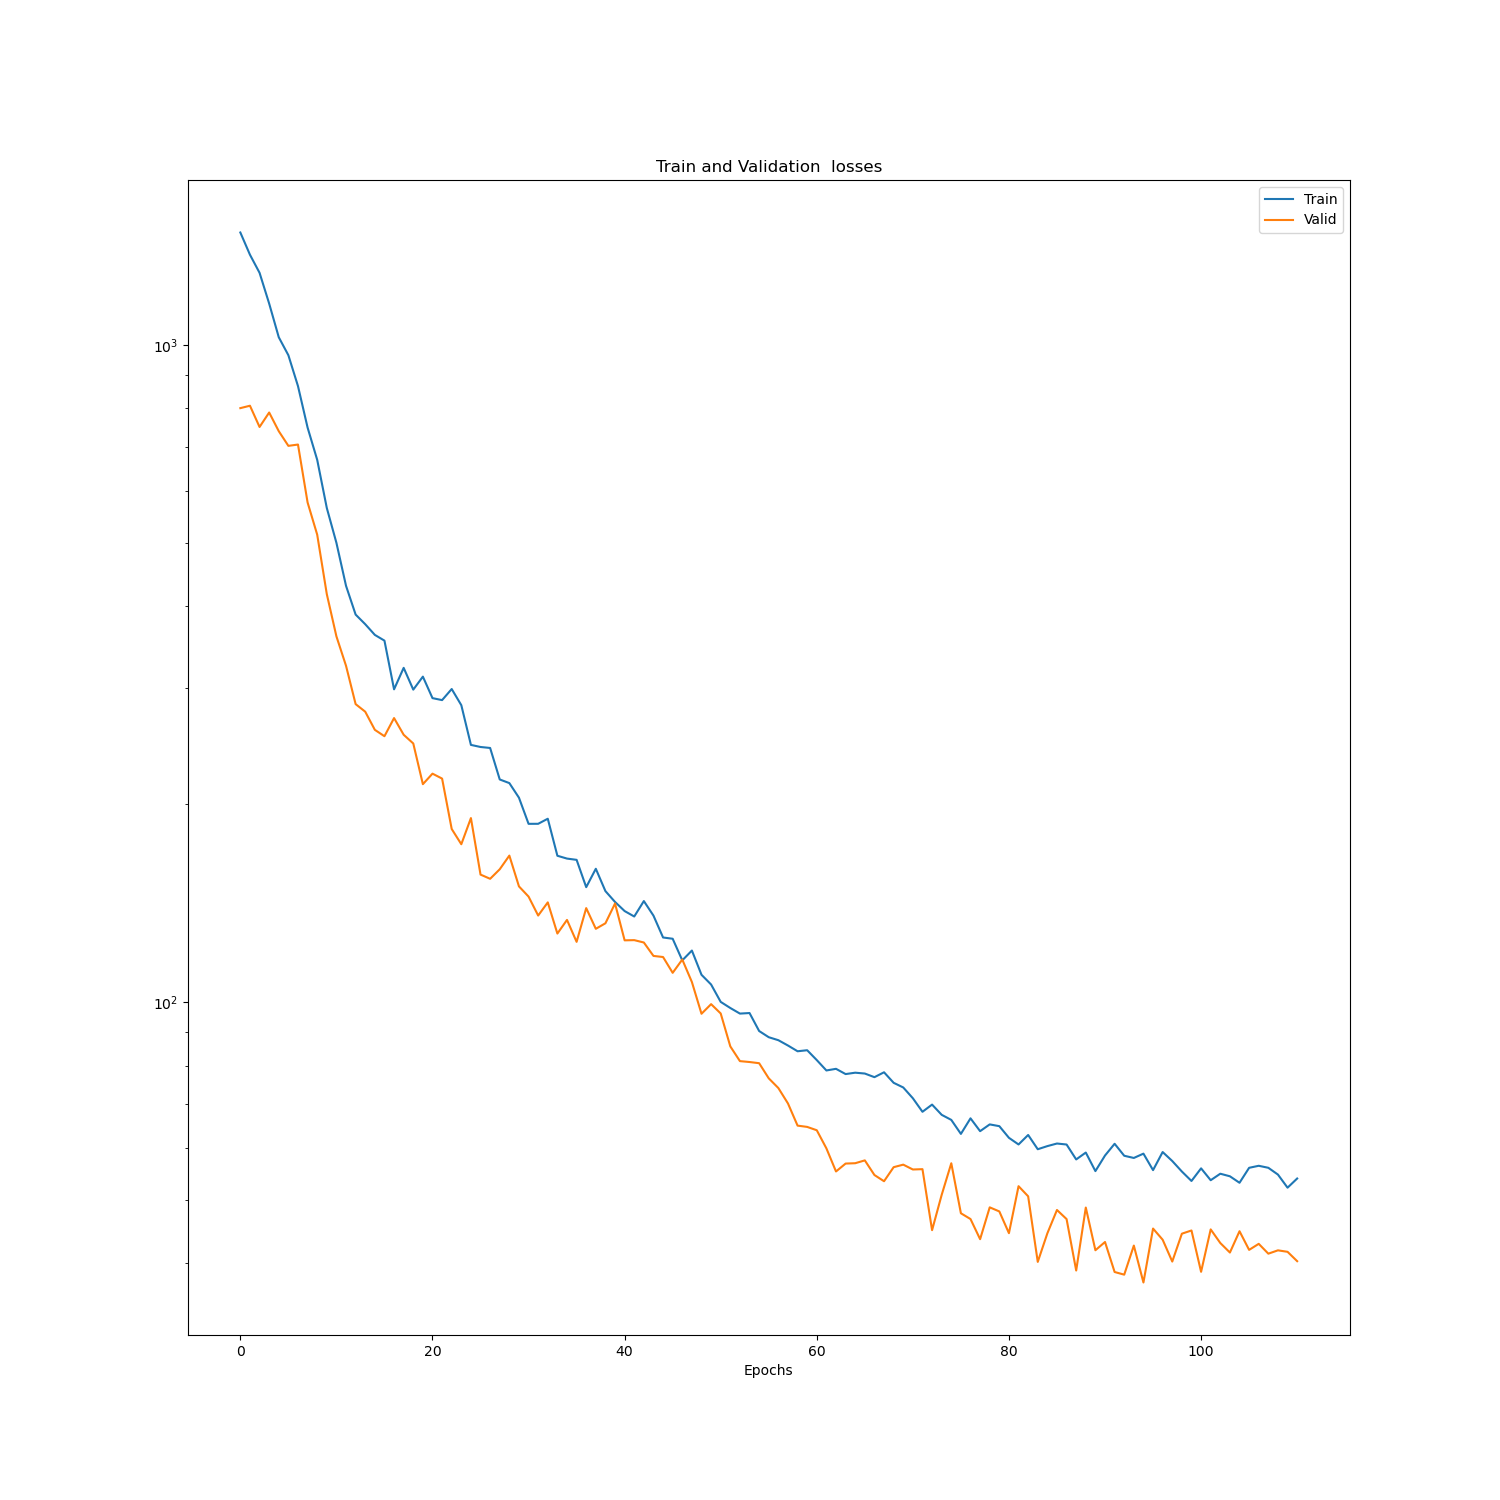 Train and Validation  losses
Train
Valid
10³
10²
0 20 40 60 80 100
Epochs